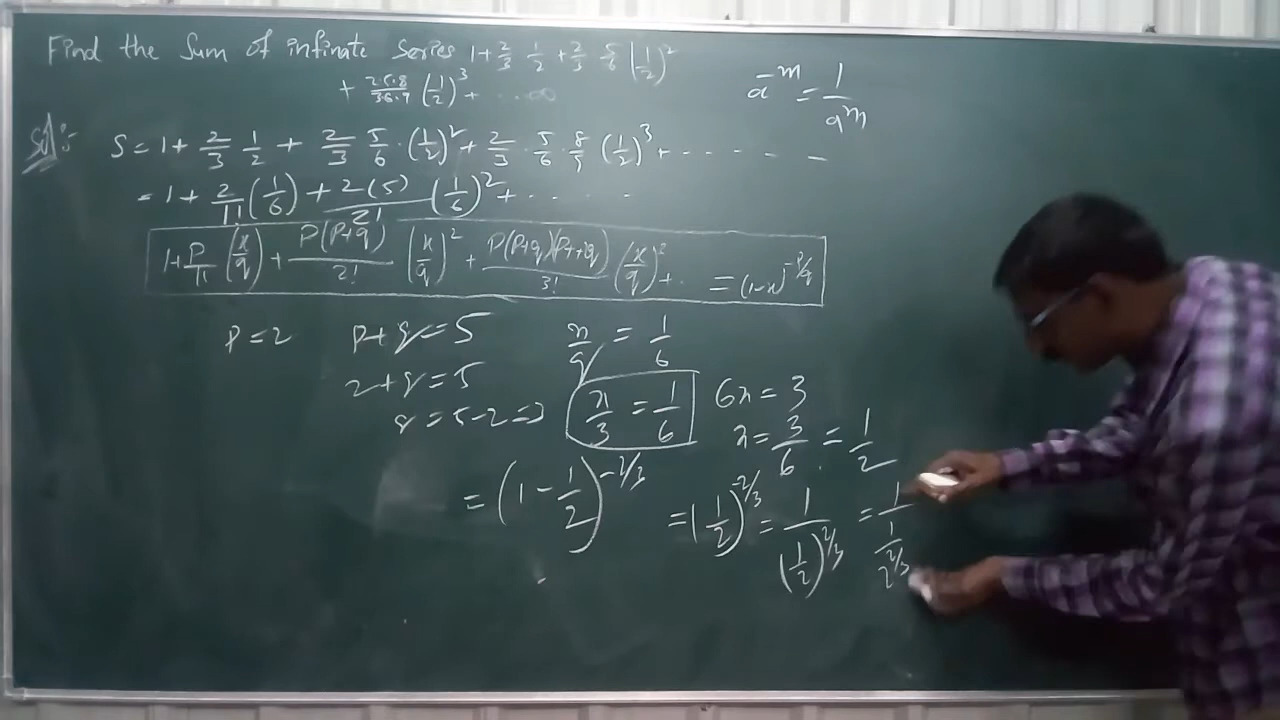 Find the Sum of infinate series 1 + 2/3 1/2 + 2/3 5/6 (1/2)^2
+ 2.5.8/3.6.9 (1/2)^3 + ... ∞
a^-m = 1/a^m
Sol: S = 1 + 2/3 1/2 + 2/3 5/6 . (1/2)^2 + 2/3 . 5/6 . 8/9 (1/2)^3 + . - - - - -
= 1 + 2/1! (1/6) + 2(5)/2! (1/6)^2 + . . . .
1 + P/1! (x/q) + P(P+q)/2! (x/q)^2 + P(P+q)(P+2q)/3! (x/q)^2 + . = (1-x)^-P/q
P = 2 P + q = 5 x/q = 1/6
2 + q = 5 x/3 = 1/6 6x = 3
q = 5 - 2 = 3 x = 3/6 = 1/2
= (1 - 1/2)^-2/3 = (1/2)^-2/3 = 1/(1/2)^2/3 = 1/(1/2^2/3)